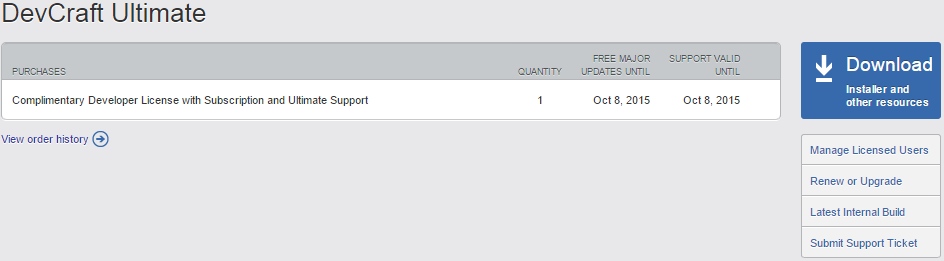 DevCraft Ultimate
PURCHASES
QUANTITY
FREE MAJOR
UPDATES UNTIL
SUPPORT VALID
UNTIL
Complimentary Developer License with Subscription and Ultimate Support
1
Oct 8, 2015
Oct 8, 2015
View order history
Download
Installer and
other resources
Manage Licensed Users
Renew or Upgrade
Latest Internal Build
Submit Support Ticket